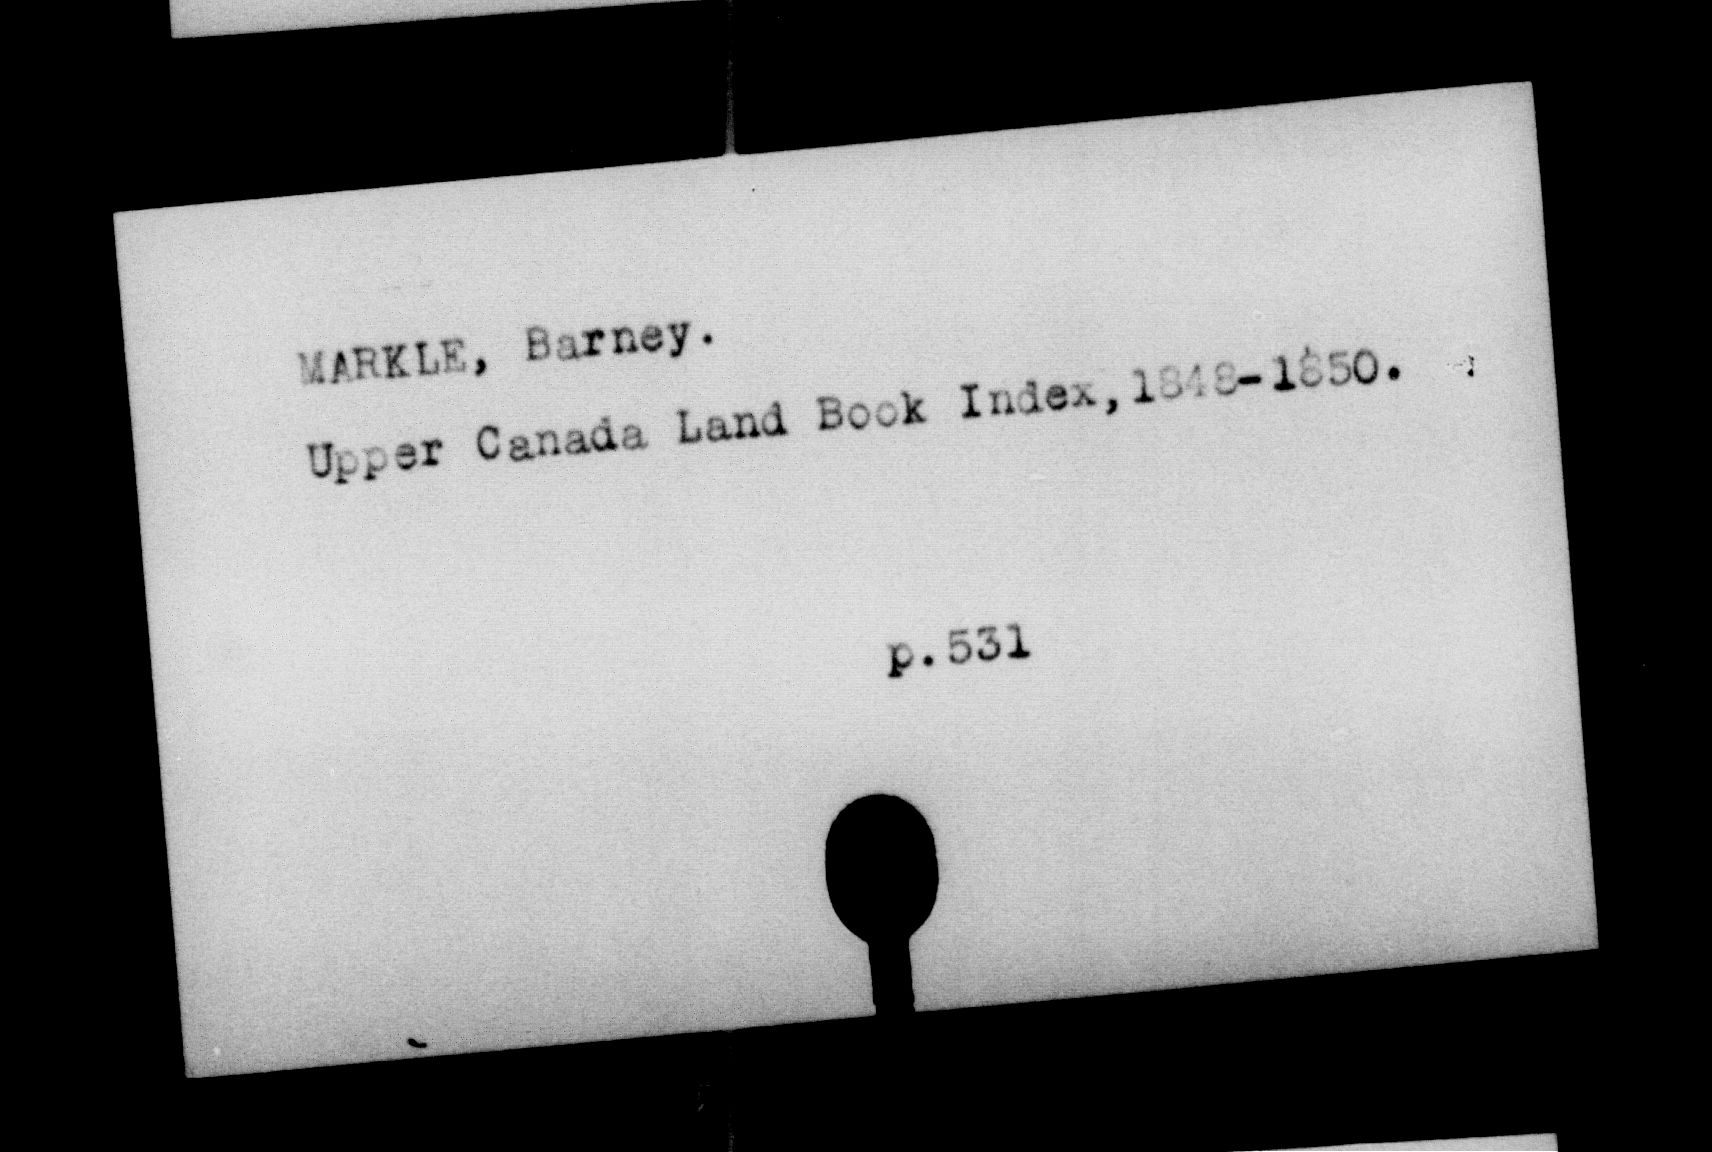 MARKLE, Barney.
Upper Canada Land Book Index,1848-1850.
p.531